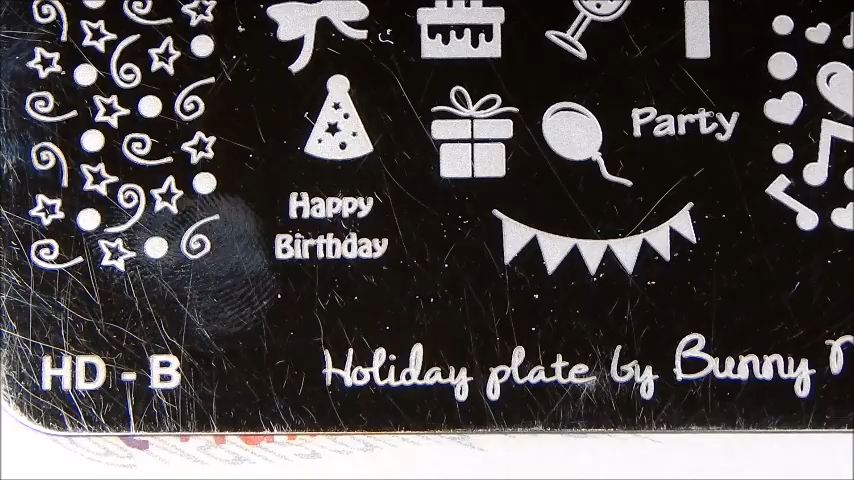 Party
Happy
Birthday
HD - B
Holiday plate by Bunny